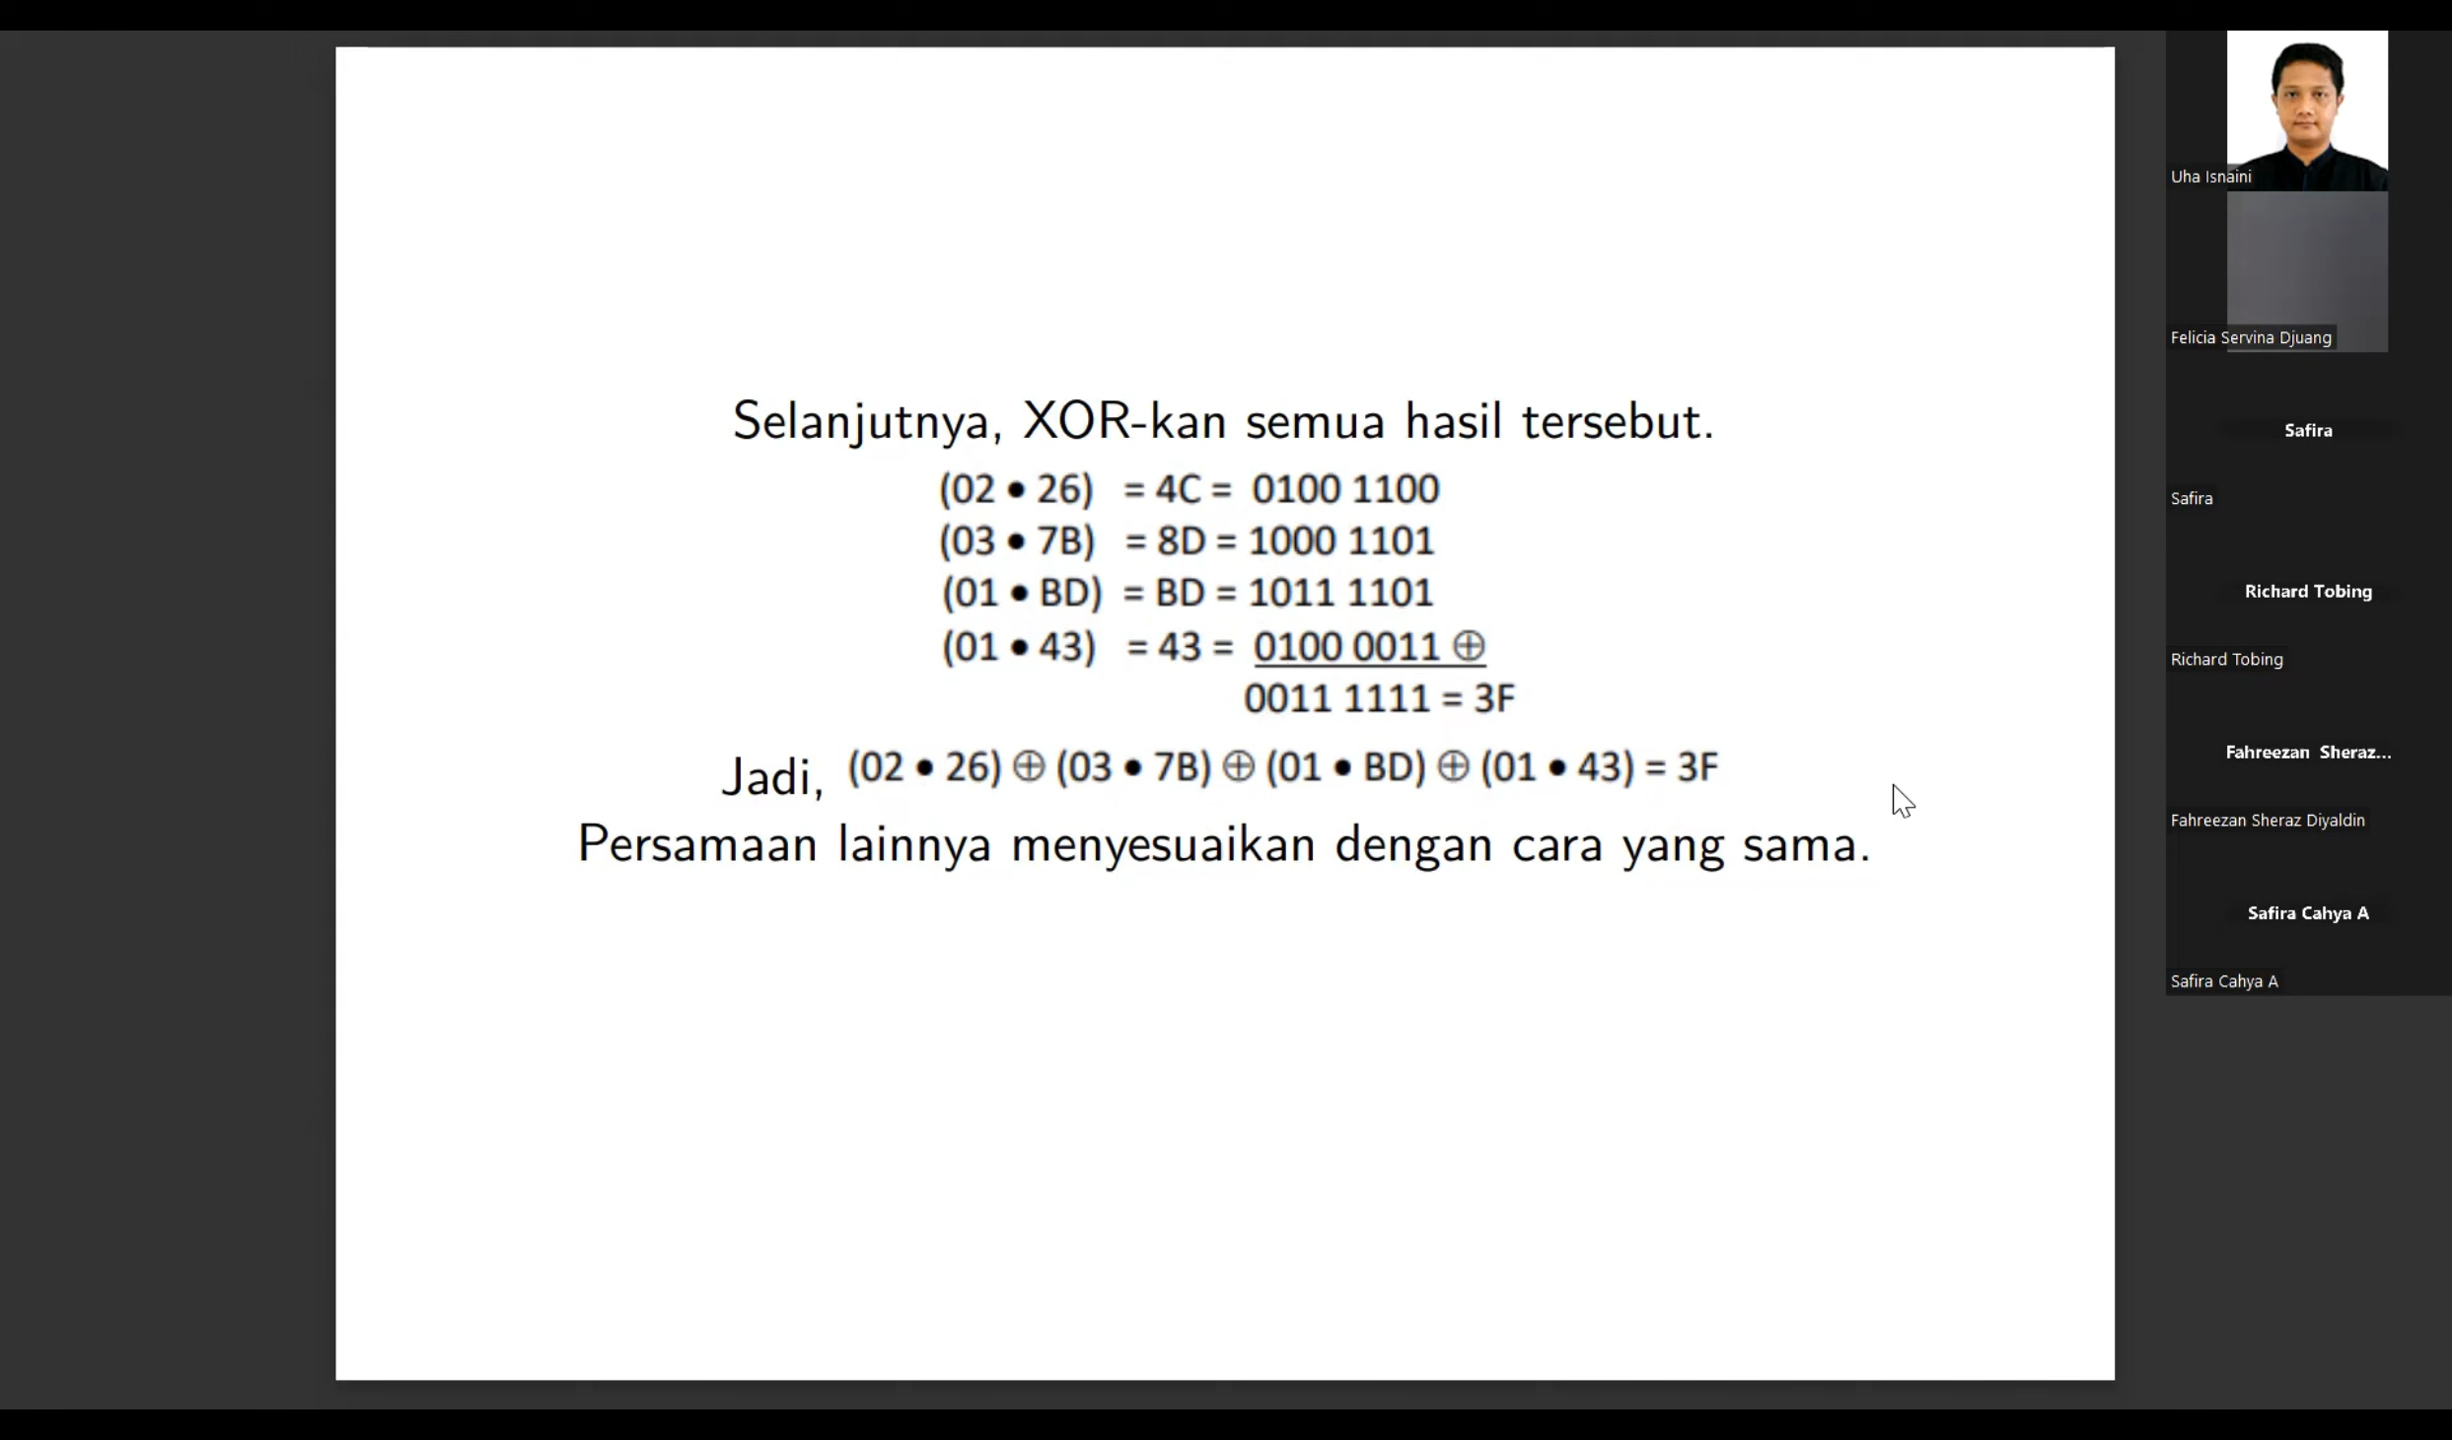 Selanjutnya, XOR-kan semua hasil tersebut.
(02 • 26) = 4C = 0100 1100
(03 • 7B) = 8D = 1000 1101
(01 • BD) = BD = 1011 1101
(01 • 43) = 43 = 0100 0011 ⊕
0011 1111 = 3F
Jadi, (02 • 26) ⊕ (03 • 7B) ⊕ (01 • BD) ⊕ (01 • 43) = 3F
Persamaan lainnya menyesuaikan dengan cara yang sama.
Uha Isnaini
Felicia Servina Djuang
Safira
Safira
Richard Tobing
Richard Tobing
Fahreezan Sheraz...
Fahreezan Sheraz Diyaldin
Safira Cahya A
Safira Cahya A